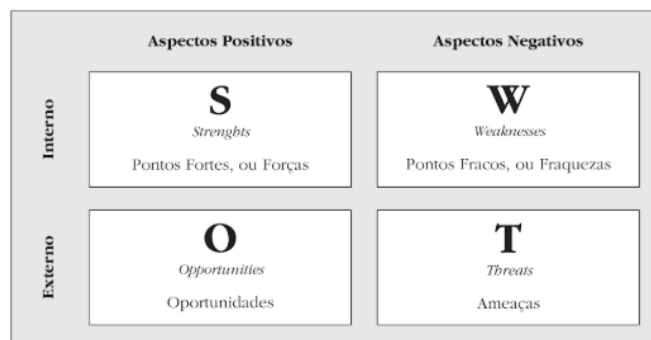 Aspectos Positivos
Aspectos Negativos
Interno
S
Strenghts
Pontos Fortes, ou Forças
W
Weaknesses
Pontos Fracos, ou Fraquezas
Externo
O
Opportunities
Oportunidades
T
Threats
Ameaças